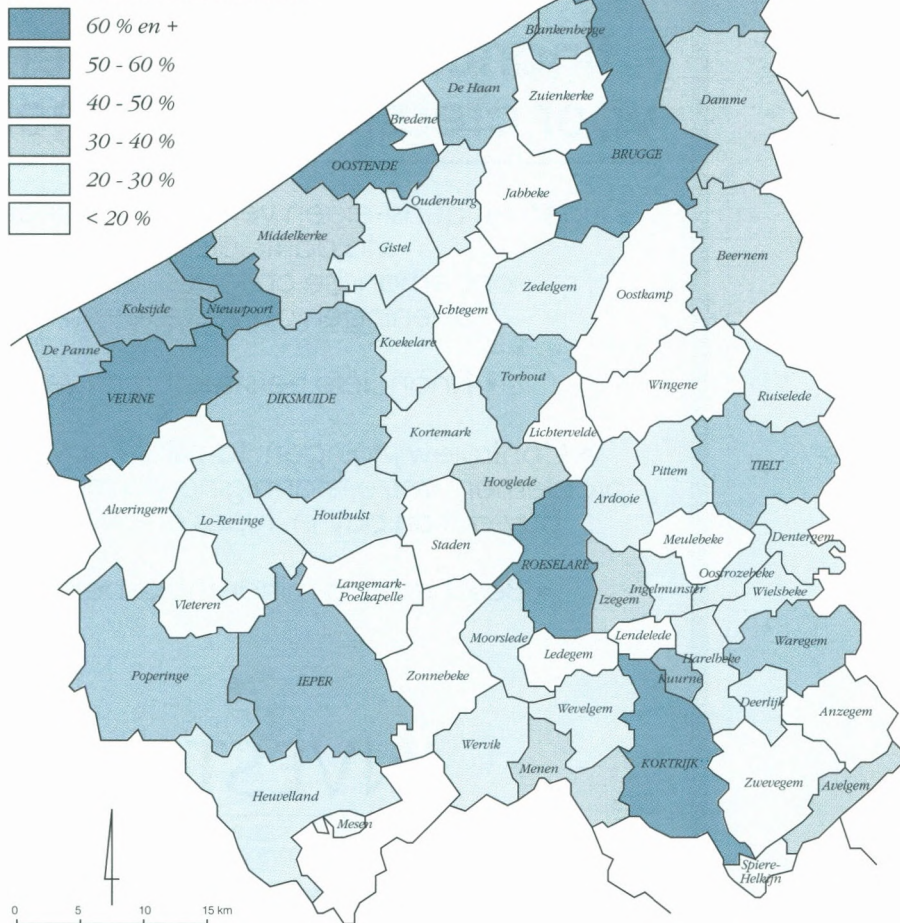 60 % en +
50 - 60 %
40 - 50 %
30 - 40 %
20 - 30 %
< 20 %
Blankenberge
De Haan
Zuienkerke
Damme
Bredene
BRUGGE
OOSTENDE
Oudenburg
Jabbeke
Middelkerke
Gistel
Beernem
Zedelgem
Oostkamp
Koksijde
Nieuwpoort
Ichtegem
De Panne
Koekelare
Torhout
Wingene
VEURNE
DIKSMUIDE
Ruiselede
Kortemark
Lichtervelde
Pittem
TIELT
Hooglede
Ardooie
Alveringem
Lo-Reninge
Houthulst
Staden
Meulebeke
Dentergem
ROESELARE
Oostrozebeke
Langemark-
Poelkapelle
Izegem
Ingelmunster
Wielsbeke
Vleteren
Moorslede
Lendelede
Waregem
Ledegem
Harelbeke
Poperinge
IEPER
Zonnebeke
Kuurne
Wevelgem
Deerlijk
Anzegem
Wervik
Menen
KORTRIJK
Zwevegem
Avelgem
Heuvelland
Mesen
Spiere-
Helkijn
0 5 10 15 km